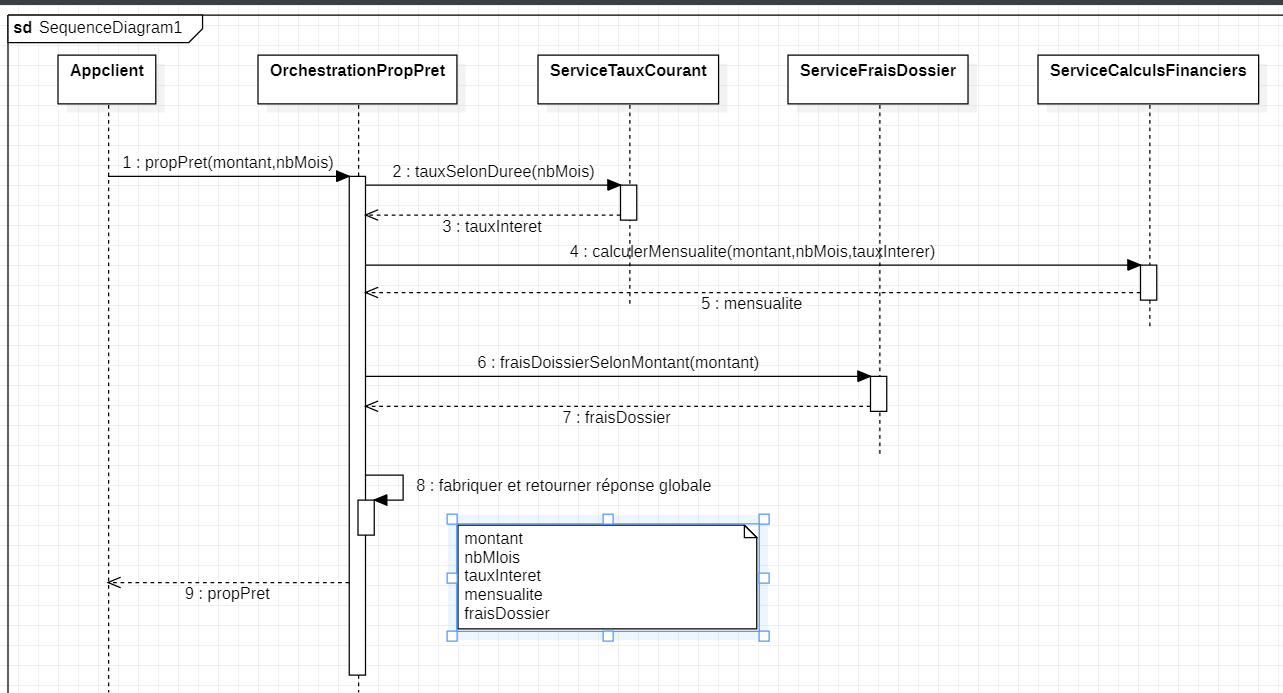 sd SequenceDiagram1
Appclient
OrchestrationPropPret
ServiceTauxCourant
ServiceFraisDossier
ServiceCalculsFinanciers
1 : propPret(montant,nbMois)
2 : tauxSelonDuree(nbMois)
3 : tauxInteret
4 : calculerMensualite(montant,nbMois,tauxInterer)
5 : mensualite
6 : fraisDoissierSelonMontant(montant)
7 : fraisDossier
8 : fabriquer et retourner réponse globale
montant
nbMlois
tauxInteret
mensualite
fraisDossier
9 : propPret